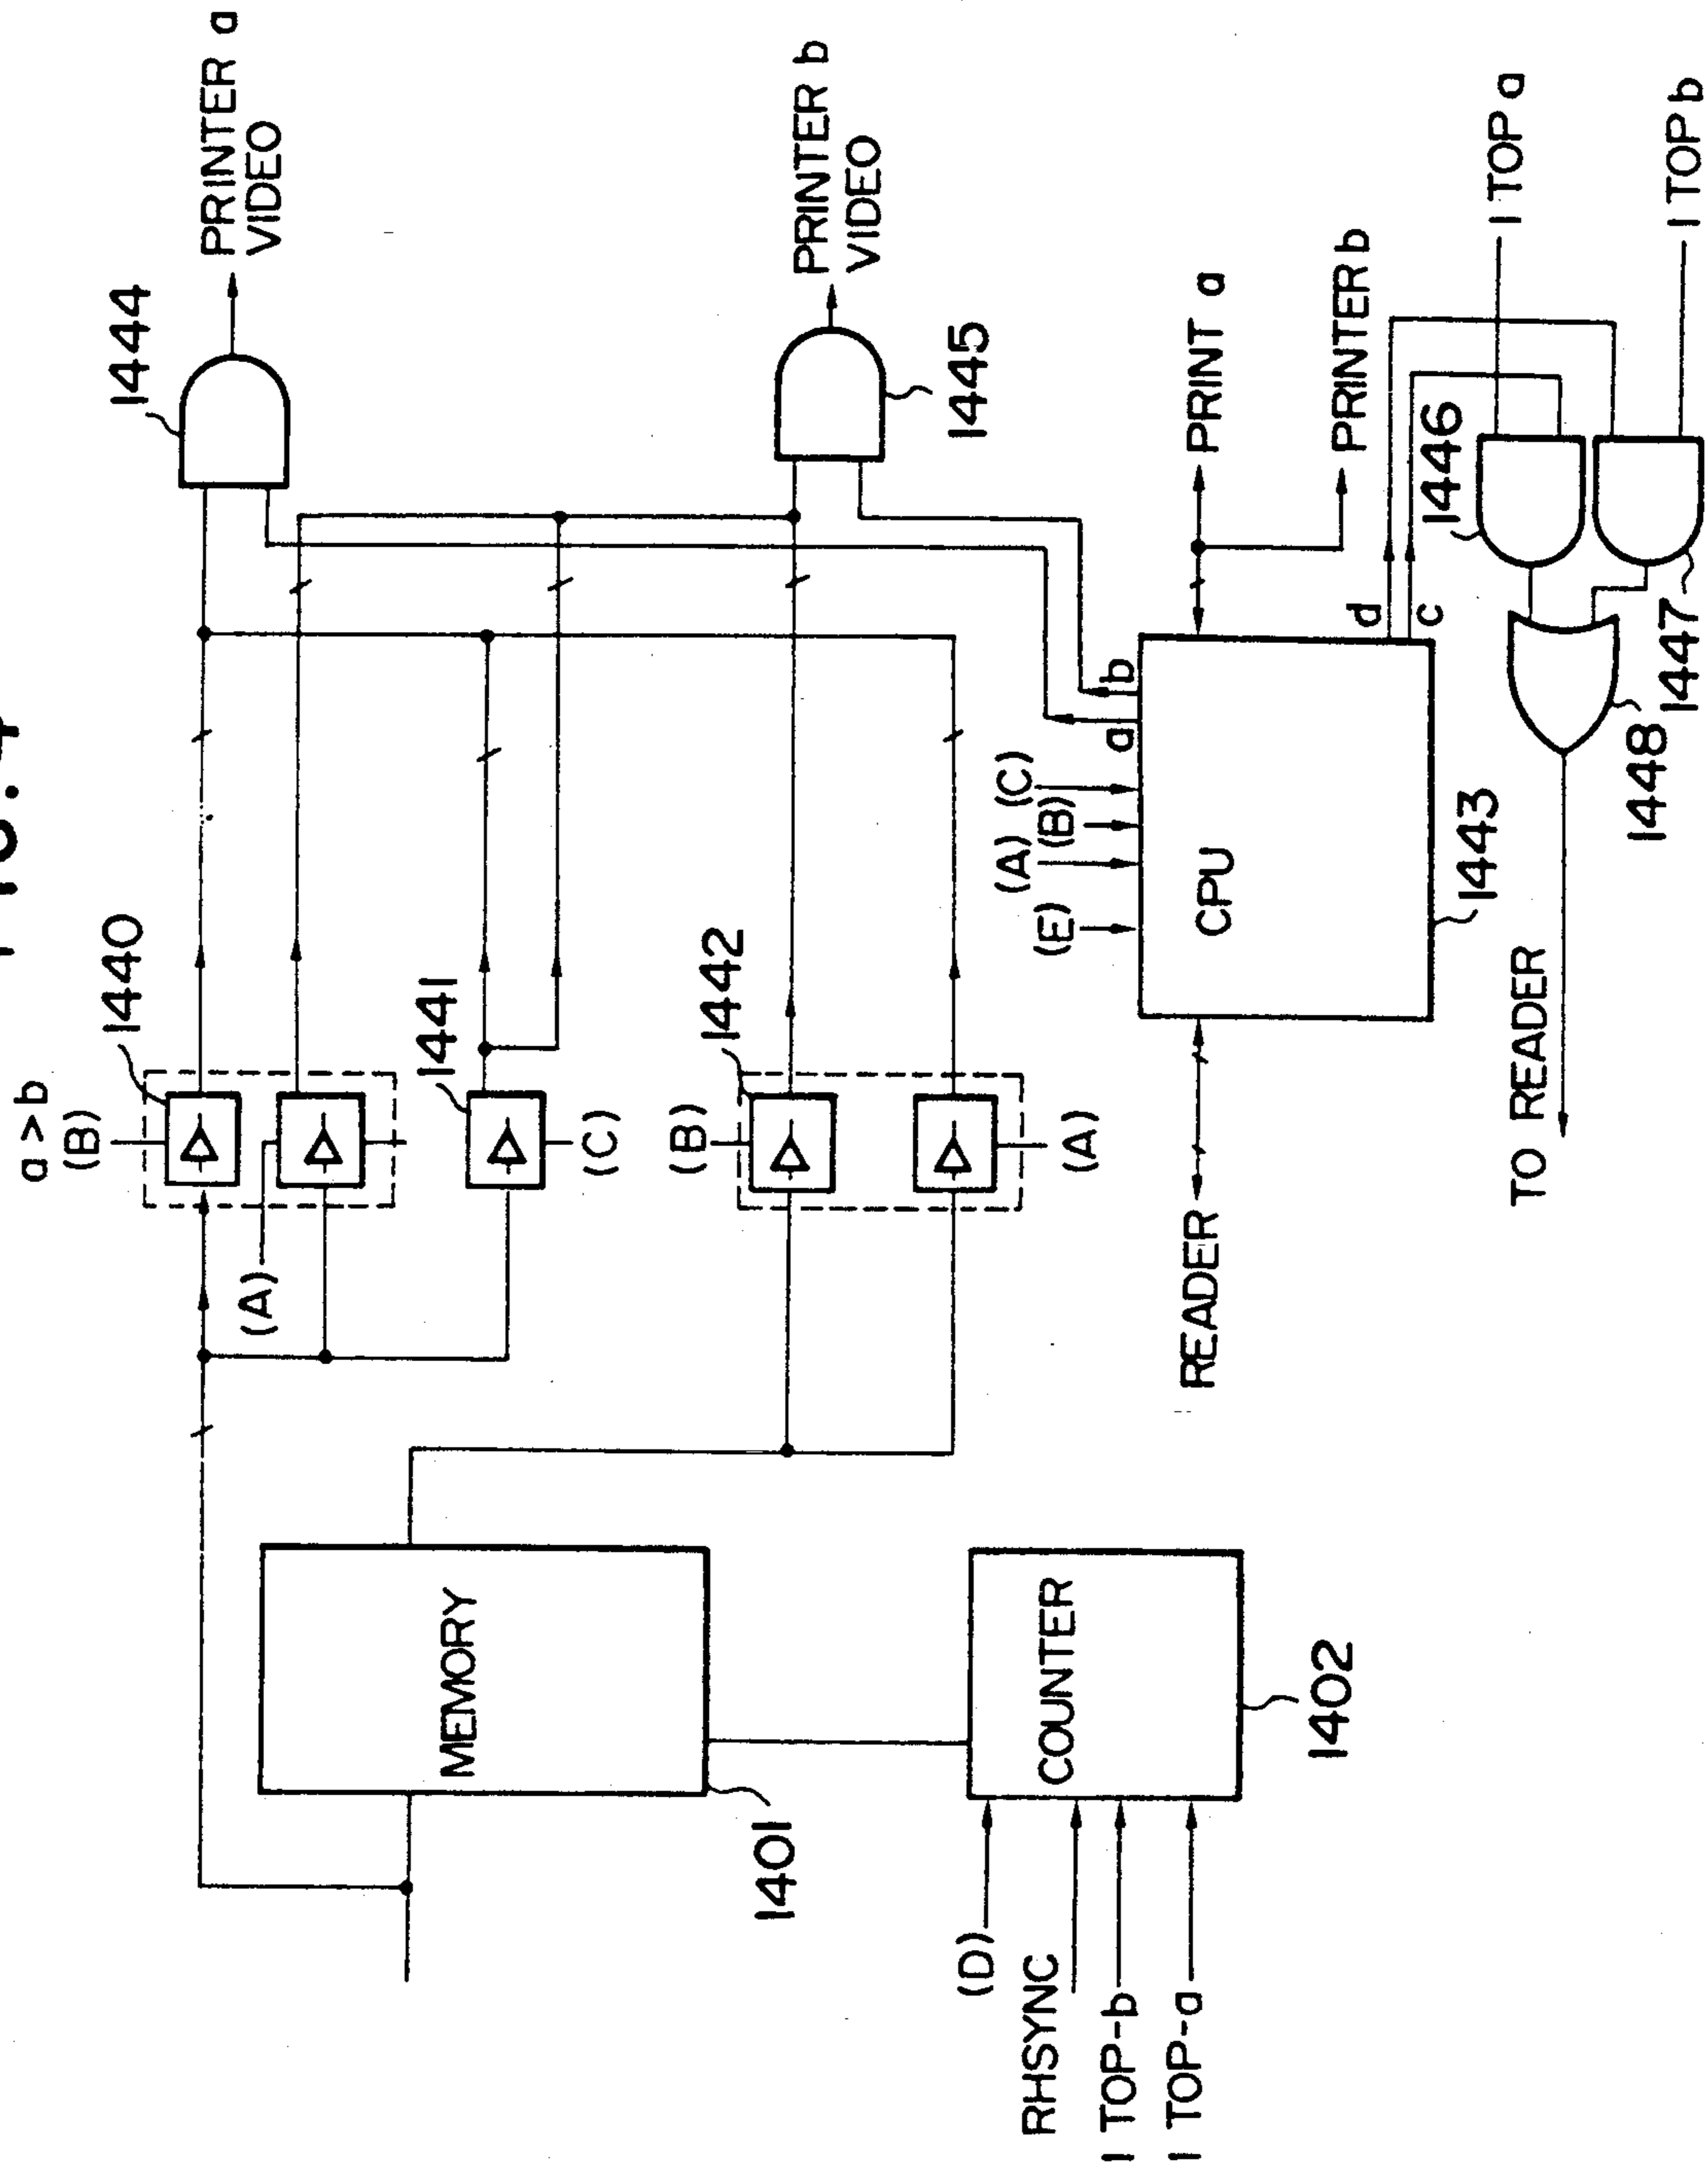 a > b
(B)
1440
1444
PRINTER a
VIDEO
(A)
1441
(C)
MEMORY
1401
(B)
1442
(A)
1445
PRINTER b
VIDEO
(D)
RHSYNC
I TOP-b
I TOP-a
COUNTER
1402
READER
(E)
(A)
(B)
(C)
a
b
CPU
1443
d
c
PRINT a
PRINTER b
TO READER
1448
1446
1447
I TOP a
I TOP b